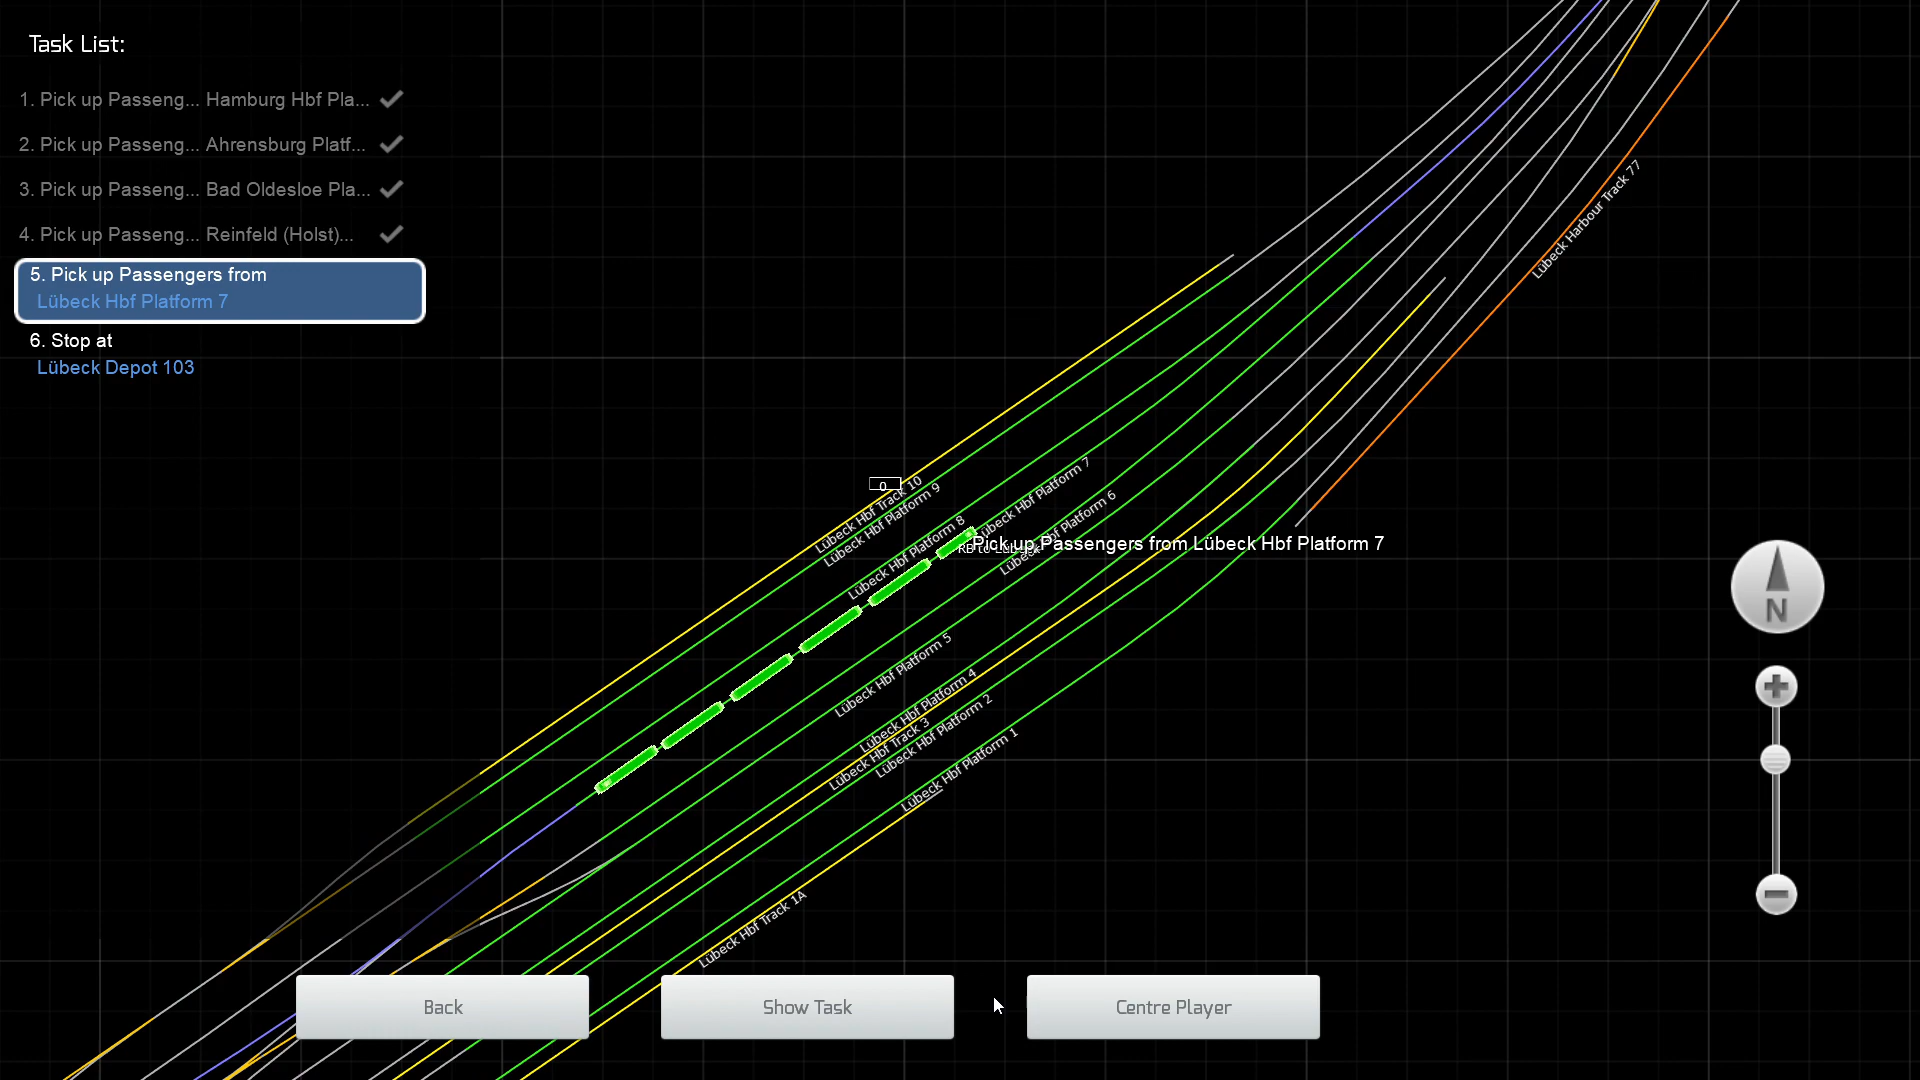 Task List:
1. Pick up Passeng... Hamburg Hbf Pla...
2. Pick up Passeng... Ahrensburg Platf...
3. Pick up Passeng... Bad Oldesloe Pla...
4. Pick up Passeng... Reinfeld (Holst)...
5. Pick up Passengers from
Lübeck Hbf Platform 7
6. Stop at
Lübeck Depot 103
Lübeck Harbour Track 77
0
Lübeck Hbf Track 10
Lübeck Hbf Platform 9
Lübeck Hbf Platform 8
Lübeck Hbf Platform 7
Lübeck Hbf Platform 6
Pick up Passengers from Lübeck Hbf Platform 7
Lübeck Hbf Platform 5
Lübeck Hbf Platform 4
Lübeck Hbf Track 3
Lübeck Hbf Platform 2
Lübeck Hbf Platform 1
Lübeck Hbf Track 1A
N
Back
Show Task
Centre Player